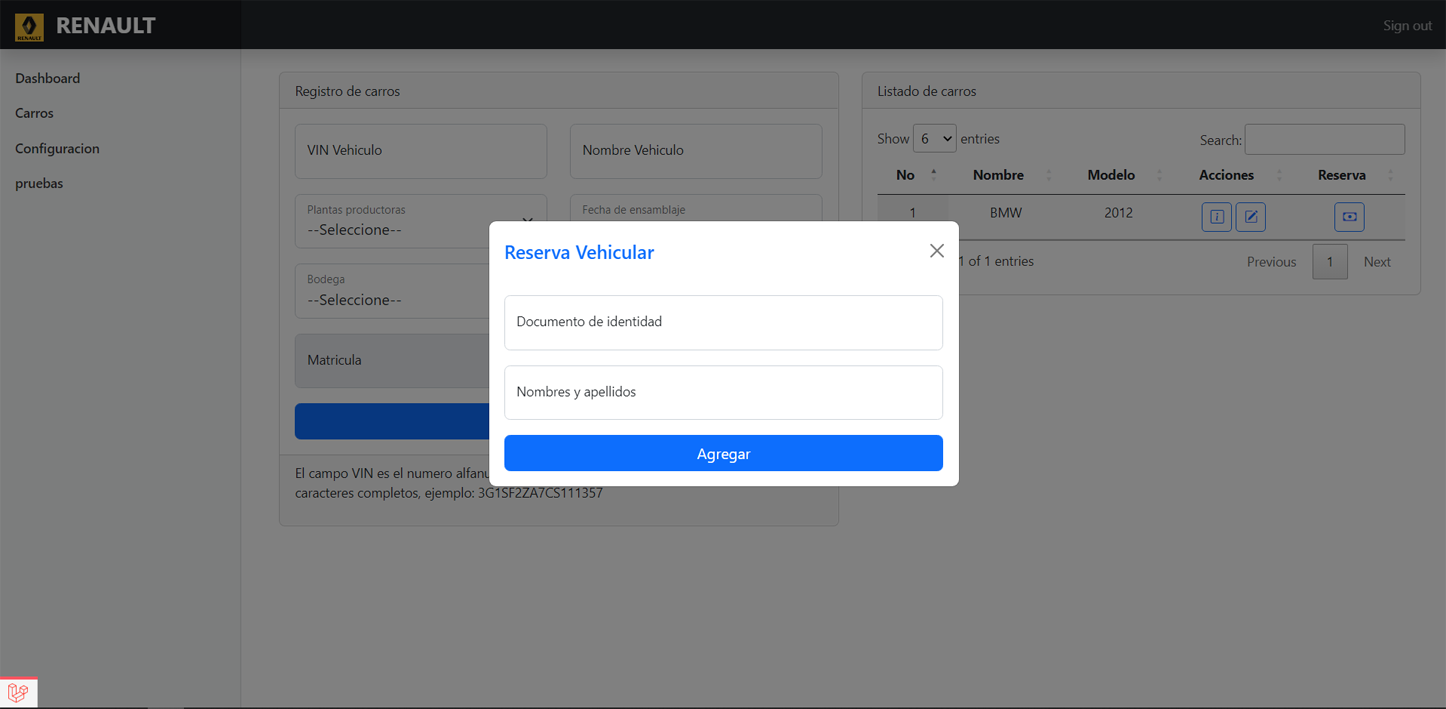 RENAULT
RENAULT
Sign out
Dashboard
Carros
Configuracion
pruebas
Registro de carros
VIN Vehiculo
Nombre Vehiculo
Plantas productoras
--Seleccione--
Fecha de ensamblaje
Bodega
--Seleccione--
Matricula
El campo VIN es el numero
caracteres completos, ejemplo: 3G1SF2ZA7CS111357
Listado de carros
Show 6 entries
Search:
No Nombre Modelo Acciones Reserva
1 BMW 2012
1 of 1 entries
Previous 1 Next
Reserva Vehicular
Documento de identidad
Nombres y apellidos
Agregar